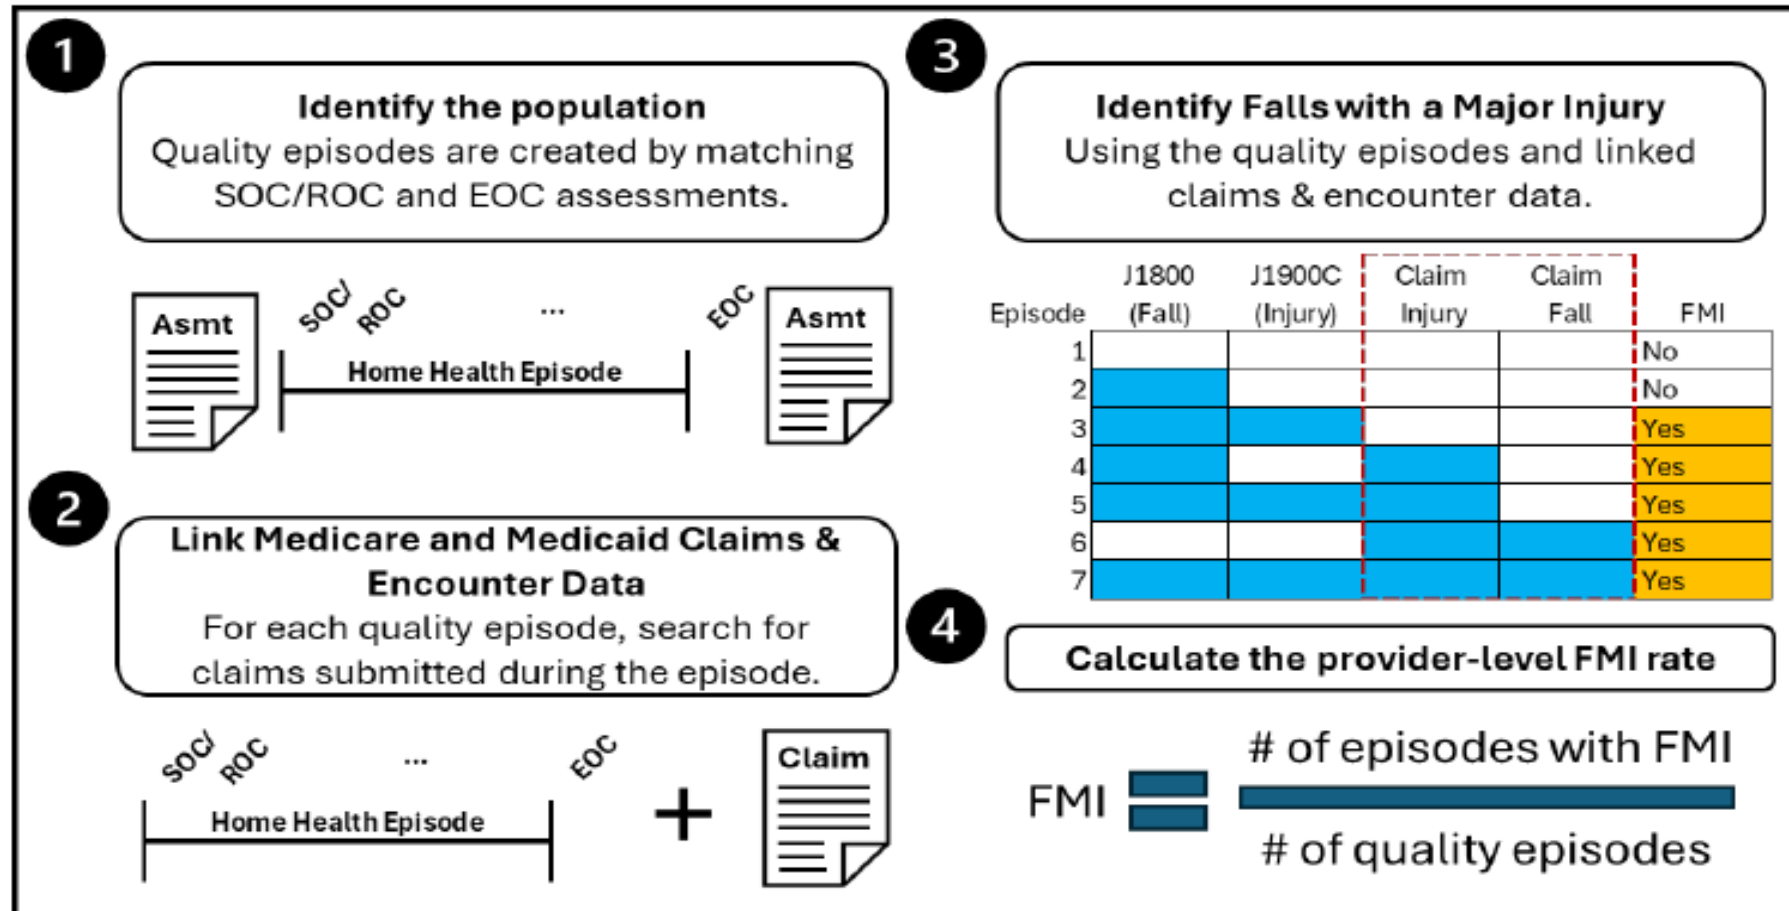 1
Identify the population
Quality episodes are created by matching
SOC/ROC and EOC assessments.
Asmt
SOC/
ROC
...
EOC
Asmt
Home Health Episode
2
Link Medicare and Medicaid Claims &
Encounter Data
For each quality episode, search for
claims submitted during the episode.
SOC/
ROC
...
EOC
Home Health Episode
+
Claim
3
Identify Falls with a Major Injury
Using the quality episodes and linked
claims & encounter data.
J1800 J1900C Claim Claim
Episode (Fall) (Injury) Injury Fall FMI
1 No
2 No
3 Yes
4 Yes
5 Yes
6 Yes
7 Yes
4
Calculate the provider-level FMI rate
# of episodes with FMI
FMI =
# of quality episodes